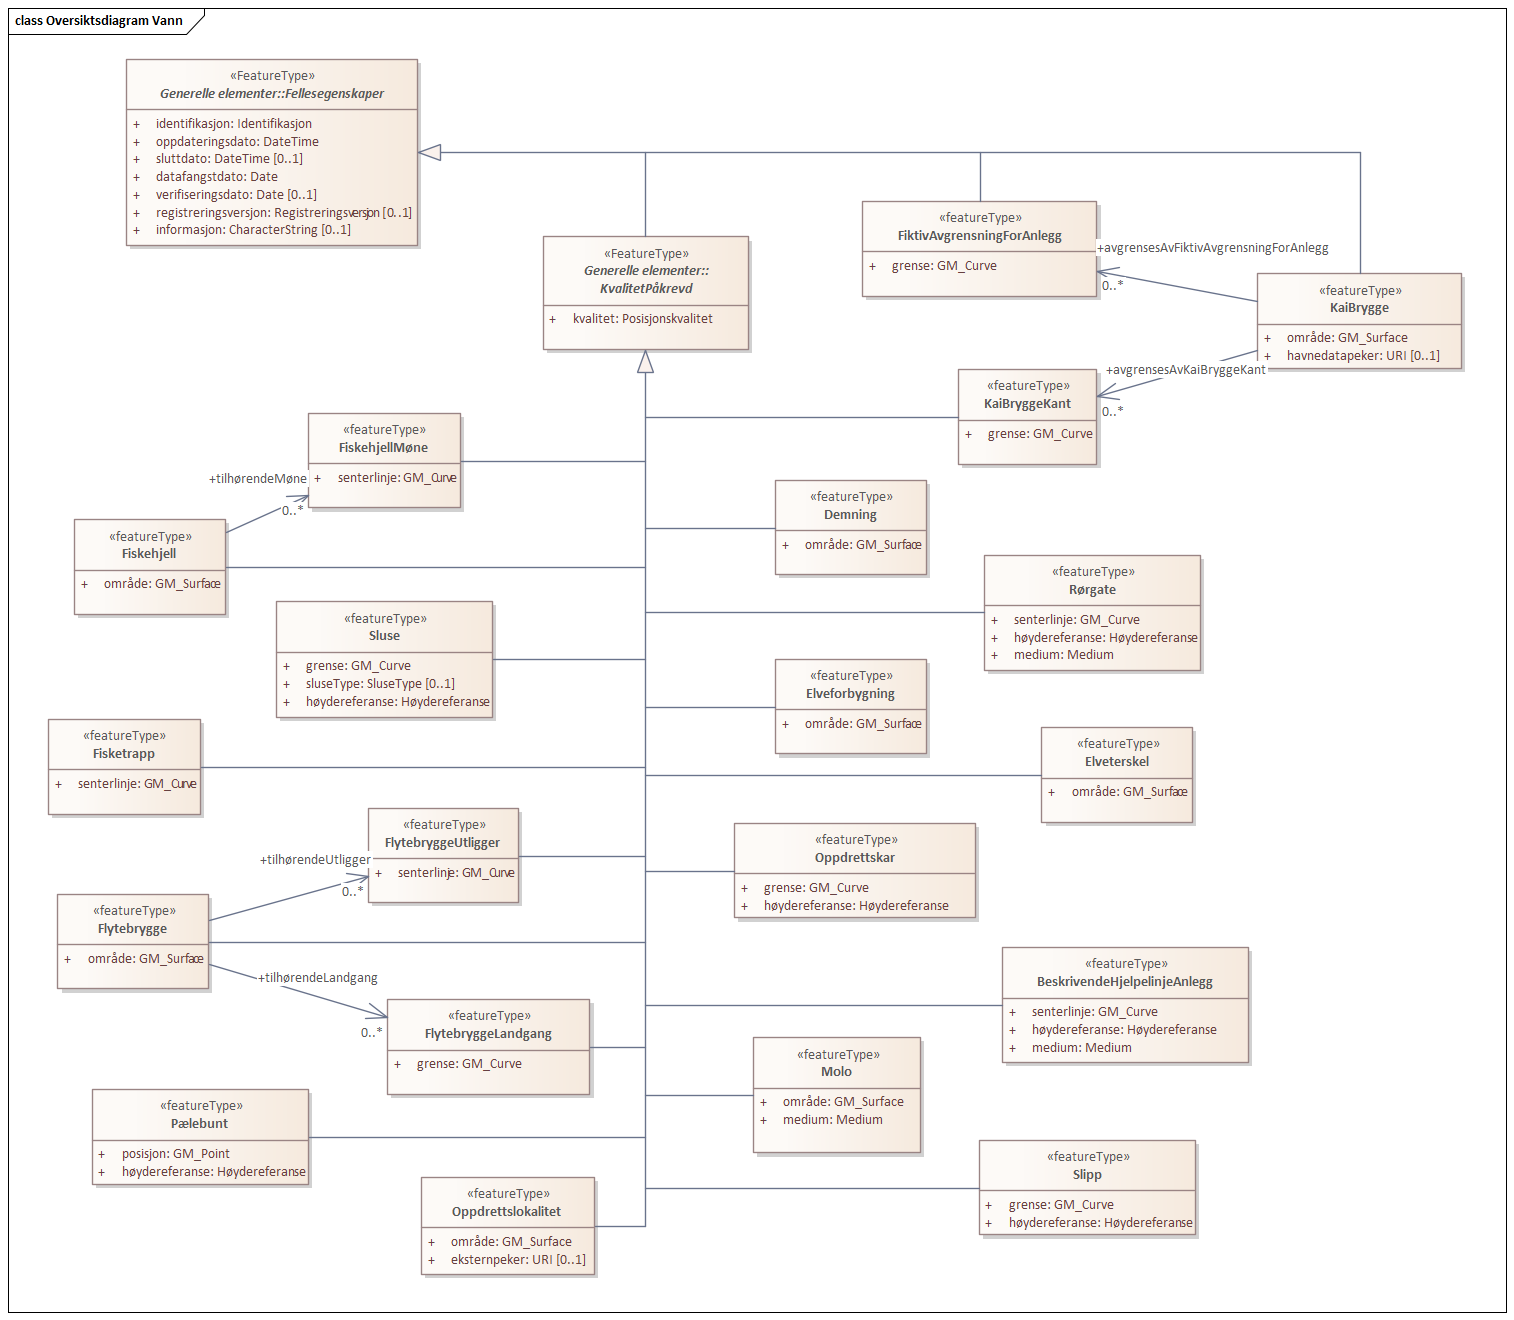 class Oversiktsdiagram Vann
«FeatureType»
Generelle elementer::Fellesegenskaper
+ identifikasjon: Identifikasjon
+ oppdateringsdato: DateTime
+ sluttdato: DateTime [0..1]
+ datafangstdato: Date
+ verifiseringsdato: Date [0..1]
+ registreringsversjon: Registreringsversjon [0..1]
+ informasjon: CharacterString [0..1]
«FeatureType»
Generelle elementer::
KvalitetPåkrevd
+ kvalitet: Posisjonskvalitet
«featureType»
FiktivAvgrensningForAnlegg
+ grense: GM_Curve
+avgrensesAvFiktivAvgrensningForAnlegg
0..*
«featureType»
KaiBrygge
+ område: GM_Surface
+ havnedatapeker: URI [0..1]
+avgrensesAvKaiBryggeKant
0..*
«featureType»
KaiBryggeKant
+ grense: GM_Curve
«featureType»
FiskehjellMøne
+ senterlinje: GM_Curve
+tilhørendeMøne
0..*
«featureType»
Fiskehjell
+ område: GM_Surface
«featureType»
Demning
+ område: GM_Surface
«featureType»
Rørgate
+ senterlinje: GM_Curve
+ høydereferanse: Høydereferanse
+ medium: Medium
«featureType»
Sluse
+ grense: GM_Curve
+ sluseType: SluseType [0..1]
+ høydereferanse: Høydereferanse
«featureType»
Elveforbygning
+ område: GM_Surface
«featureType»
Fisketrapp
+ senterlinje: GM_Curve
«featureType»
Elveterskel
+ område: GM_Surface
«featureType»
FlytebryggeUtligger
+ senterlinje: GM_Curve
+tilhørendeUtligger
0..*
«featureType»
Oppdrettskar
+ grense: GM_Curve
+ høydereferanse: Høydereferanse
«featureType»
Flytebrygge
+ område: GM_Surface
+tilhørendeLandgang
0..*
«featureType»
FlytebryggeLandgang
+ grense: GM_Curve
«featureType»
BeskrivendeHjelpelinjeAnlegg
+ senterlinje: GM_Curve
+ høydereferanse: Høydereferanse
+ medium: Medium
«featureType»
Molo
+ område: GM_Surface
+ medium: Medium
«featureType»
Pælebunt
+ posisjon: GM_Point
+ høydereferanse: Høydereferanse
«featureType»
Slipp
+ grense: GM_Curve
+ høydereferanse: Høydereferanse
«featureType»
Oppdrettslokalitet
+ område: GM_Surface
+ eksternpeker: URI [0..1]